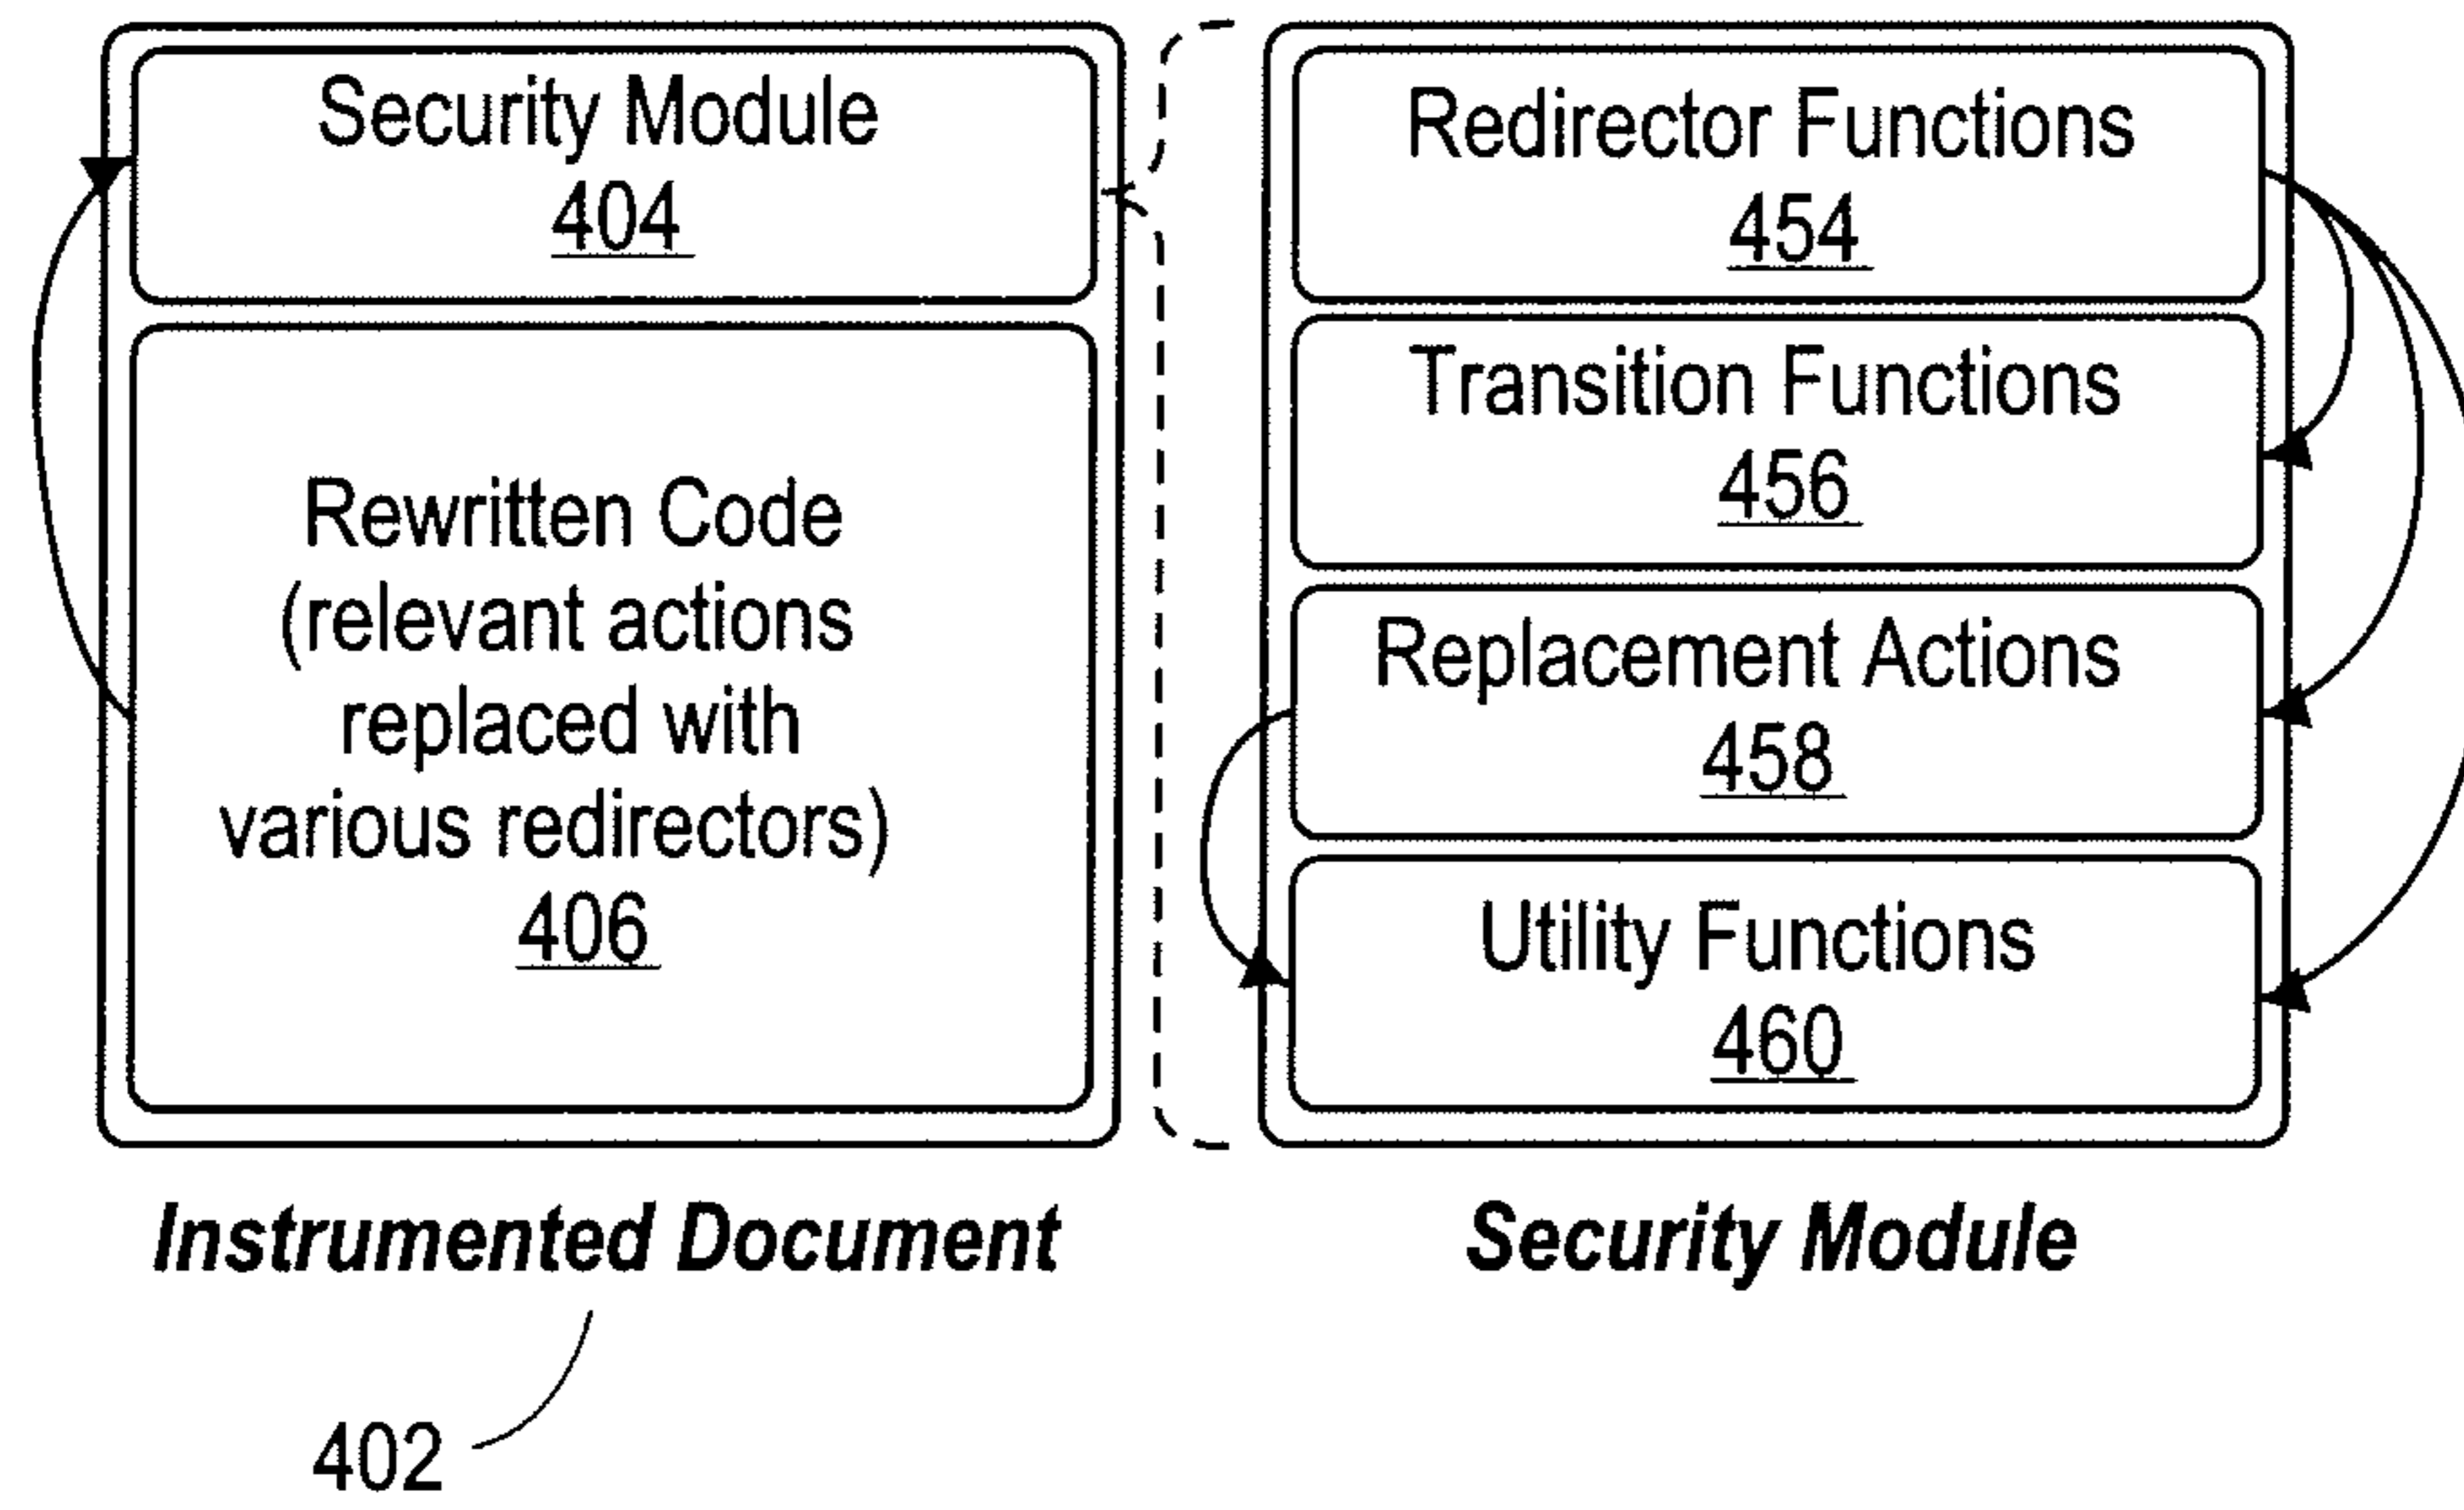 Security Module
404
Rewritten Code
(relevant actions
replaced with
various redirectors)
406
Instrumented Document
402
Redirector Functions
454
Transition Functions
456
Replacement Actions
458
Utility Functions
460
Security Module